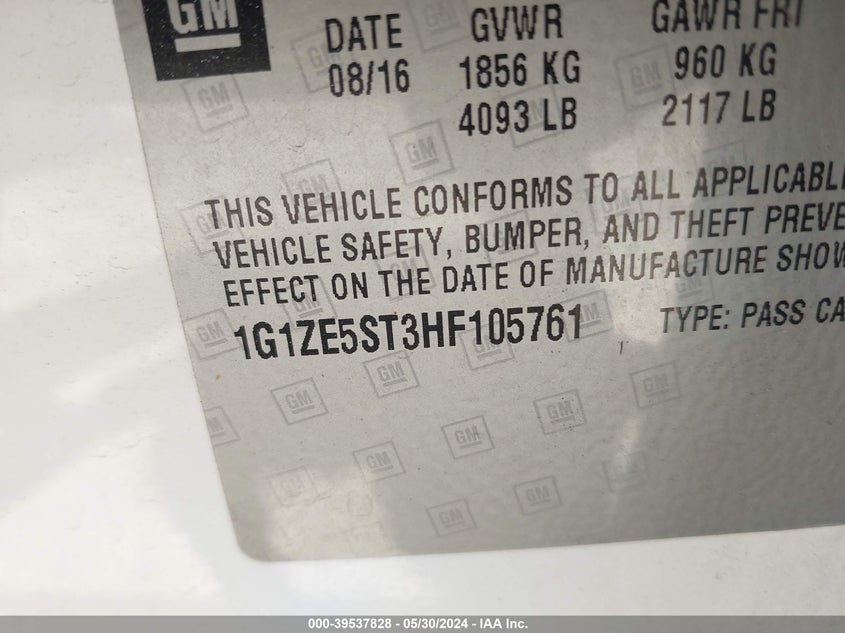 GM
DATE GVWR GAWR FRT
08/16 1856 KG 960 KG
4093 LB 2117 LB
THIS VEHICLE CONFORMS TO ALL APPLICABL
VEHICLE SAFETY, BUMPER, AND THEFT PREVE
EFFECT ON THE DATE OF MANUFACTURE SHOW
1G1ZE5ST3HF105761 TYPE: PASS CA
000-39537828 - 05/30/2024 - IAA Inc.